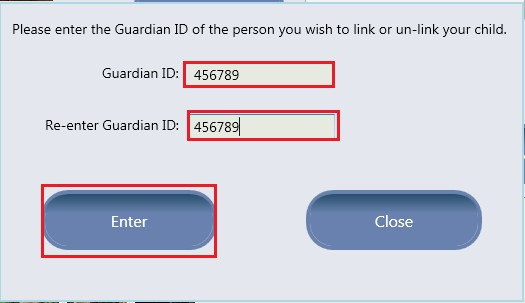 Please enter the Guardian ID of the person you wish to link or un-link your child.
Guardian ID: 456789
Re-enter Guardian ID: 456789
Enter Close